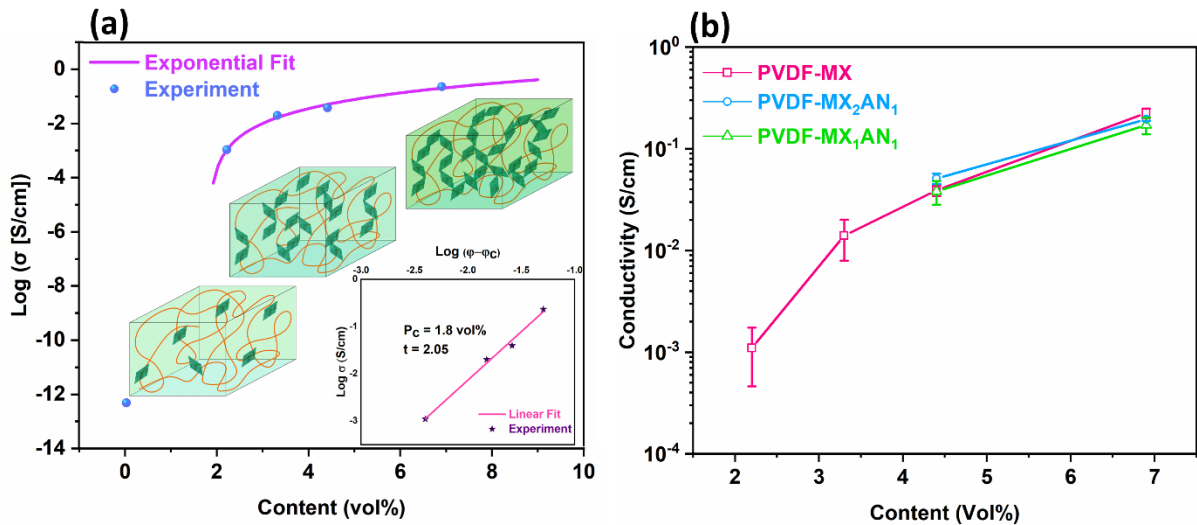 (a)
Exponential Fit
Experiment
Log (σ [S/cm])
0
-2
-4
-6
-8
-10
-12
-14
0 2 4 6 8 10
Content (vol%)
Log (φ–φC)
-3.0 -2.5 -2.0 -1.5 -1.0
Log σ (S/cm)
0
-1
-2
-3
PC = 1.8 vol%
t = 2.05
Linear Fit
Experiment
(b)
PVDF-MX
PVDF-MX2AN1
PVDF-MX1AN1
Conductivity (S/cm)
10^0
10^-1
10^-2
10^-3
10^-4
2 3 4 5 6 7
Content (Vol%)